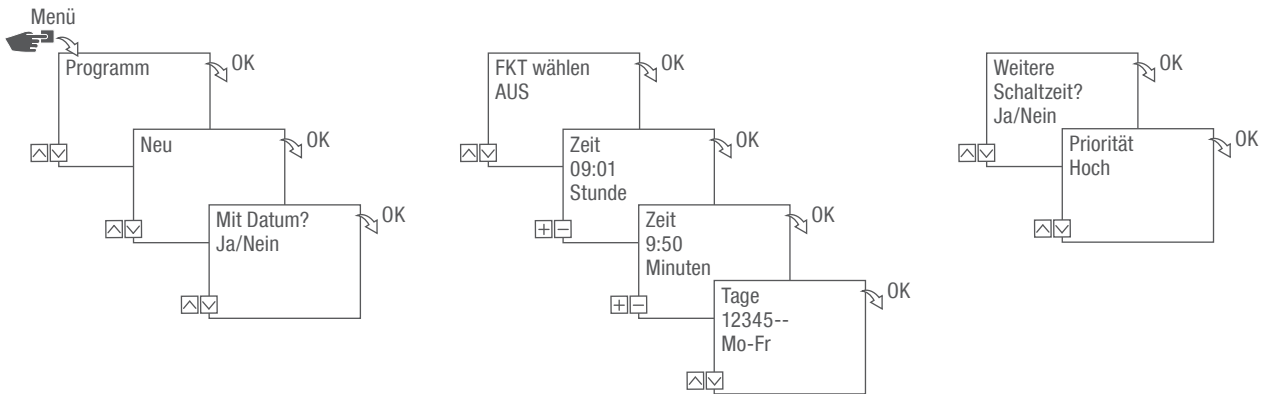 Menü
Programm
OK
Neu
OK
Mit Datum?
Ja/Nein
OK
FKT wählen
AUS
OK
Zeit
09:01
Stunde
OK
Zeit
9:50
Minuten
OK
Tage
12345--
Mo-Fr
OK
Weitere
Schaltzeit?
Ja/Nein
OK
Priorität
Hoch
OK